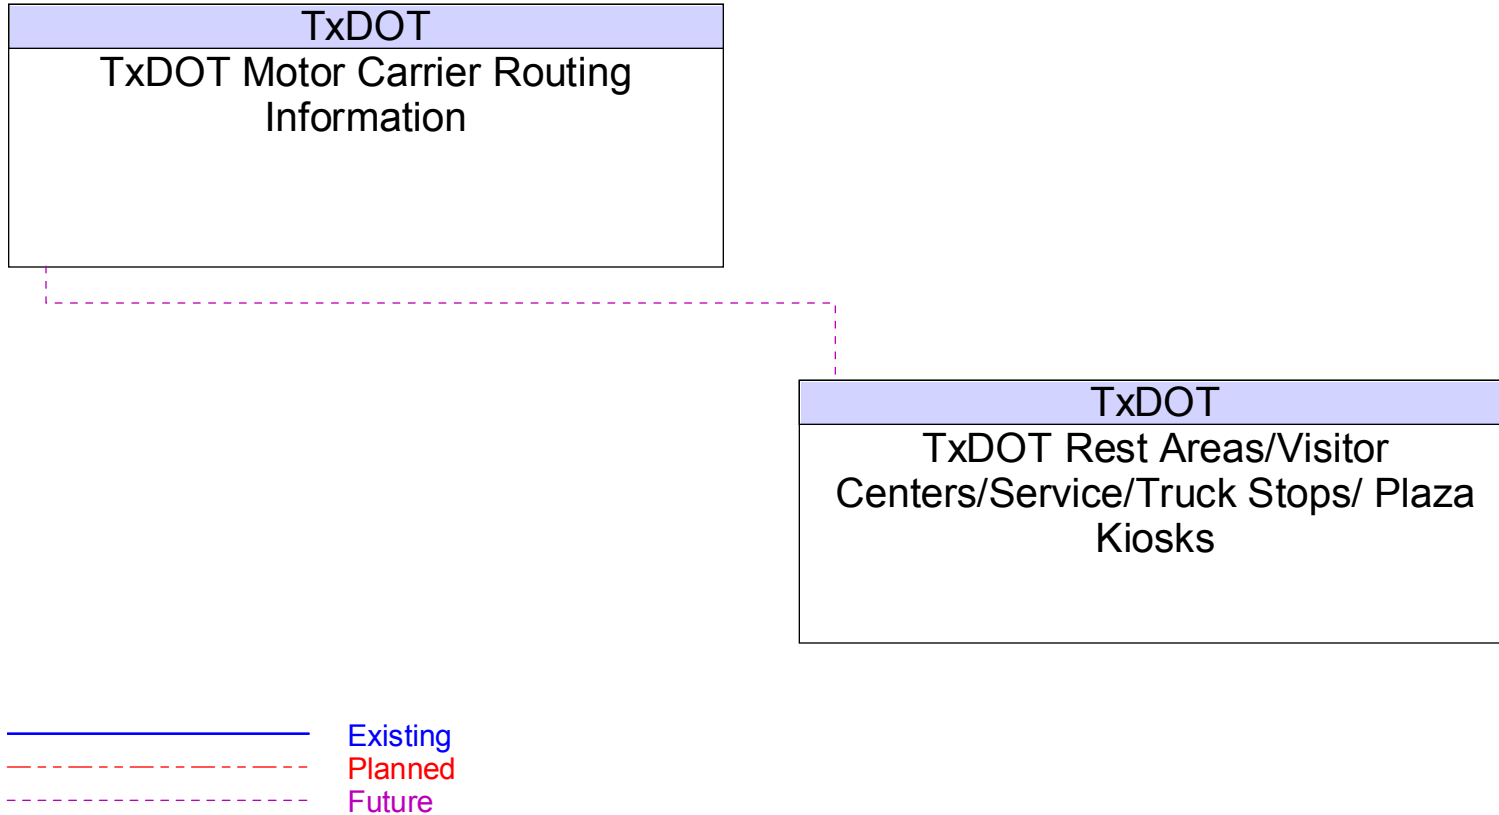 TxDOT
TxDOT Motor Carrier Routing
Information
TxDOT
TxDOT Rest Areas/Visitor
Centers/Service/Truck Stops/ Plaza
Kiosks
Existing
Planned
Future